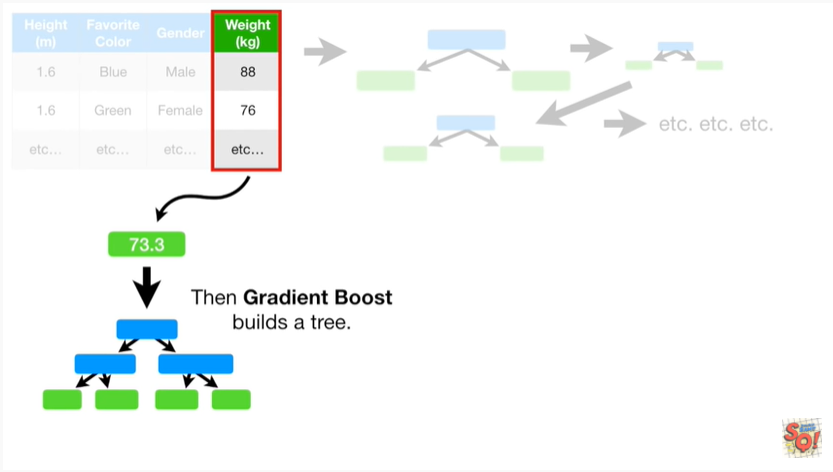 Height (m) Favorite Color Gender Weight (kg)
1.6 Blue Male 88
1.6 Green Female 76
etc... etc... etc... etc...
etc. etc. etc.
73.3
Then Gradient Boost
builds a tree.
SQ!